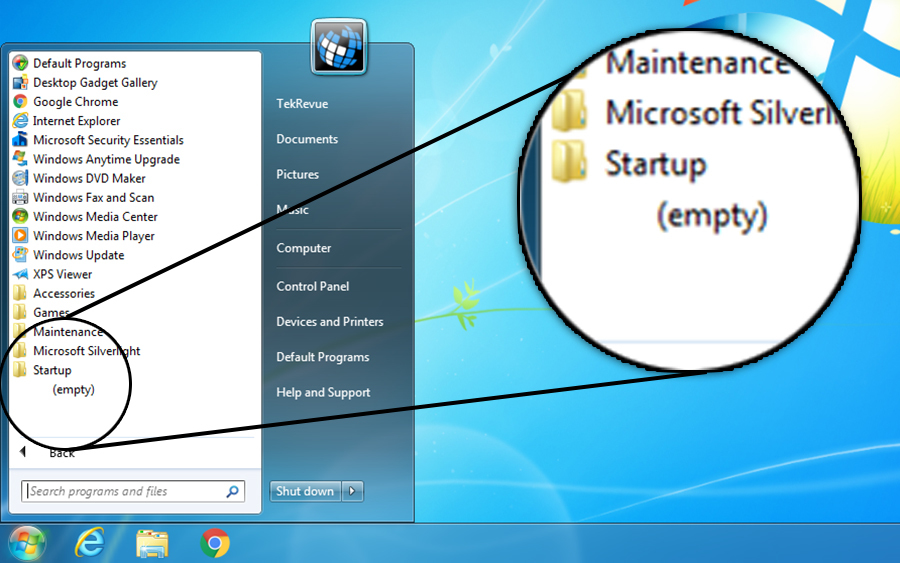 Default Programs
Desktop Gadget Gallery
Google Chrome
Internet Explorer
Microsoft Security Essentials
Windows Anytime Upgrade
Windows DVD Maker
Windows Fax and Scan
Windows Media Center
Windows Media Player
Windows Update
XPS Viewer
Accessories
Games
Maintenance
Microsoft Silverlight
Startup
(empty)
Back
Search programs and files
TekRevue
Documents
Pictures
Music
Computer
Control Panel
Devices and Printers
Default Programs
Help and Support
Shut down
Maintenance
Microsoft Silverli
Startup
(empty)